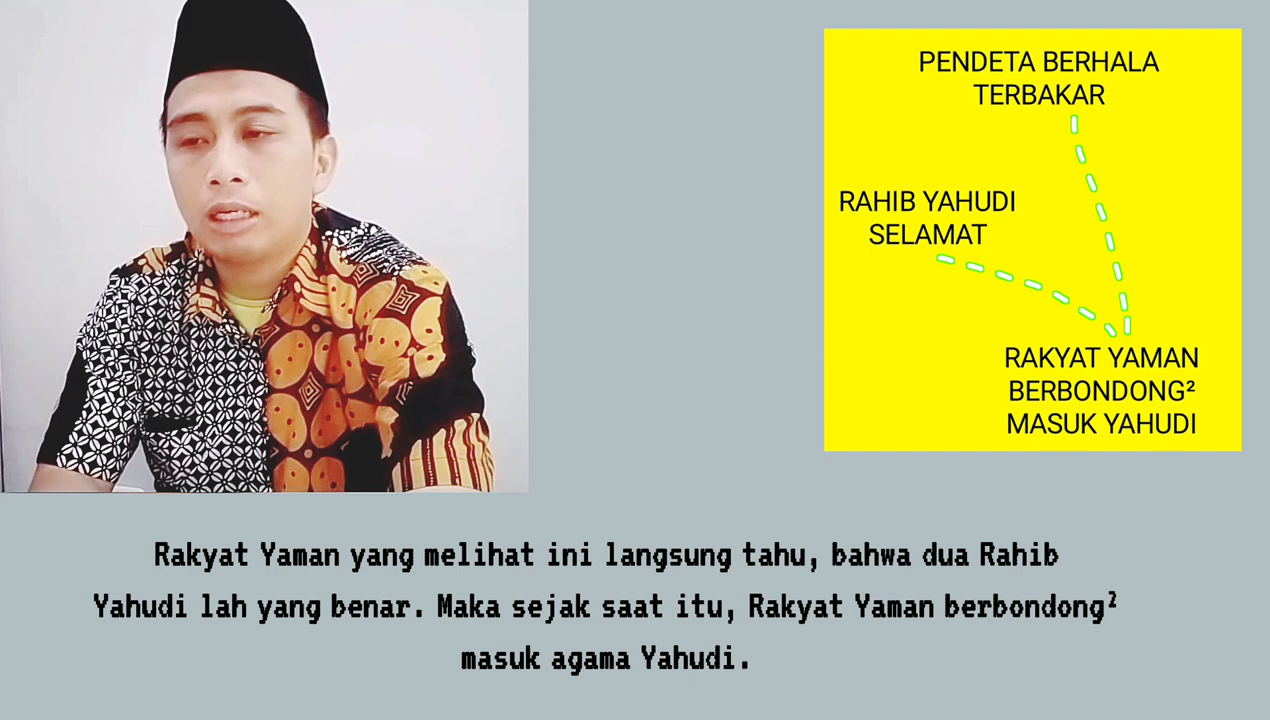 PENDETA BERHALA
TERBAKAR
RAHIB YAHUDI
SELAMAT
RAKYAT YAMAN
BERBONDONG²
MASUK YAHUDI
Rakyat Yaman yang melihat ini langsung tahu, bahwa dua Rahib
Yahudi lah yang benar. Maka sejak saat itu, Rakyat Yaman berbondong²
masuk agama Yahudi.